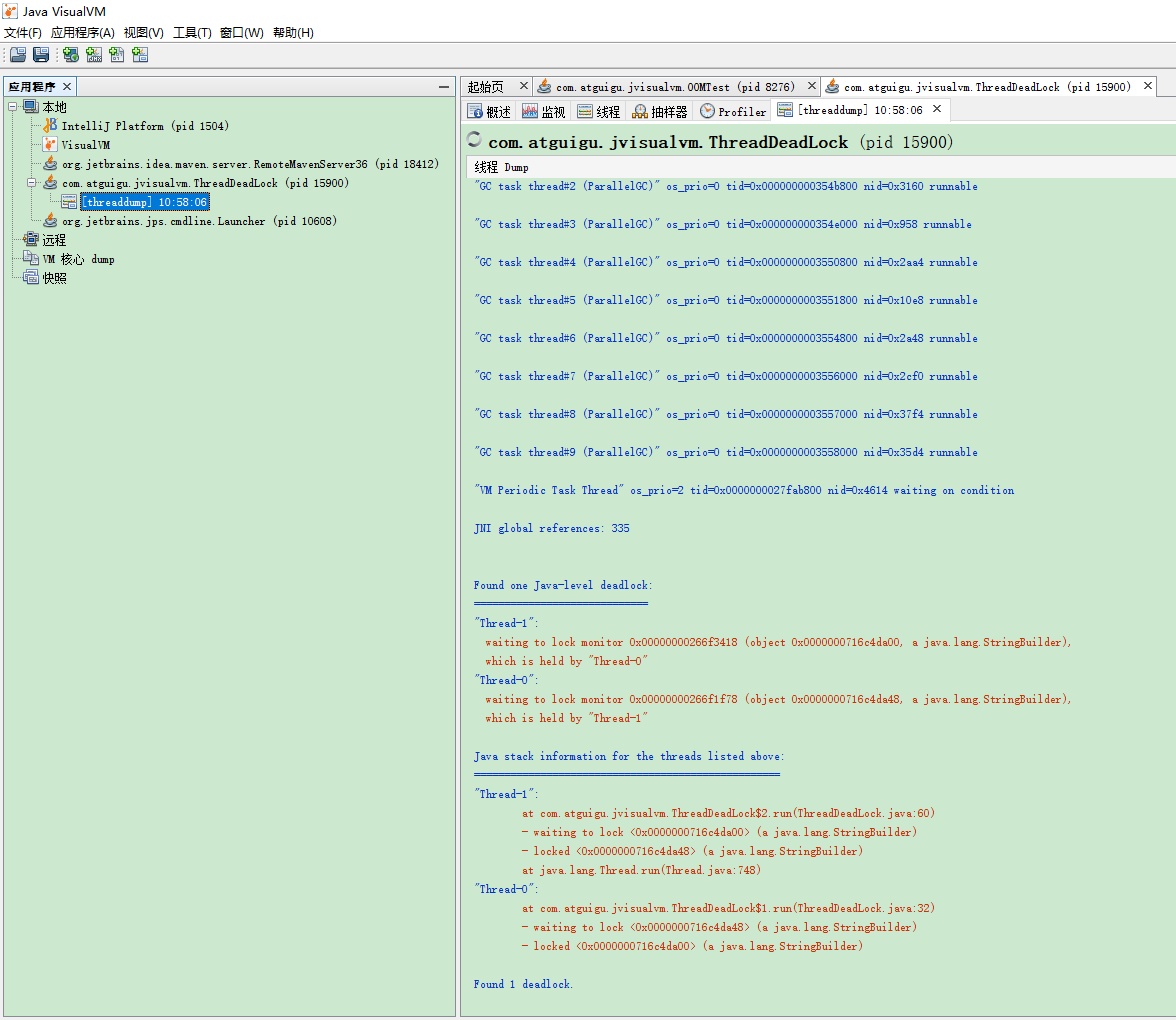 Java VisualVM
文件(F) 应用程序(A) 视图(V) 工具(T) 窗口(W) 帮助(H)
应用程序
本地
IntelliJ Platform (pid 1504)
VisualVM
org.jetbrains.idea.maven.server.RemoteMavenServer36 (pid 18412)
com.atguigu.jvisualvm.ThreadDeadLock (pid 15900)
[threaddump] 10:58:06
org.jetbrains.jps.cmdline.Launcher (pid 10608)
远程
VM 核心 dump
快照
起始页 com.atguigu.jvisualvm.OOMTest (pid 8276) com.atguigu.jvisualvm.ThreadDeadLock (pid 15900)
概述 监视 线程 抽样器 Profiler [threaddump] 10:58:06
com.atguigu.jvisualvm.ThreadDeadLock (pid 15900)
线程 Dump
"GC task thread#2 (ParallelGC)" os_prio=0 tid=0x000000000354b800 nid=0x3160 runnable
"GC task thread#3 (ParallelGC)" os_prio=0 tid=0x000000000354e000 nid=0x958 runnable
"GC task thread#4 (ParallelGC)" os_prio=0 tid=0x0000000003550800 nid=0x2aa4 runnable
"GC task thread#5 (ParallelGC)" os_prio=0 tid=0x0000000003551800 nid=0x10e8 runnable
"GC task thread#6 (ParallelGC)" os_prio=0 tid=0x0000000003554800 nid=0x2a48 runnable
"GC task thread#7 (ParallelGC)" os_prio=0 tid=0x0000000003556000 nid=0x2cf0 runnable
"GC task thread#8 (ParallelGC)" os_prio=0 tid=0x0000000003557000 nid=0x37f4 runnable
"GC task thread#9 (ParallelGC)" os_prio=0 tid=0x0000000003558000 nid=0x35d4 runnable
"VM Periodic Task Thread" os_prio=2 tid=0x0000000027fab800 nid=0x4614 waiting on condition
JNI global references: 335
Found one Java-level deadlock:
=============================
"Thread-1":
waiting to lock monitor 0x00000000266f3418 (object 0x0000000716c4da00, a java.lang.StringBuilder),
which is held by "Thread-0"
"Thread-0":
waiting to lock monitor 0x00000000266f1f78 (object 0x0000000716c4da48, a java.lang.StringBuilder),
which is held by "Thread-1"
Java stack information for the threads listed above:
===================================================
"Thread-1":
at com.atguigu.jvisualvm.ThreadDeadLock$2.run(ThreadDeadLock.java:60)
- waiting to lock <0x0000000716c4da00> (a java.lang.StringBuilder)
- locked <0x0000000716c4da48> (a java.lang.StringBuilder)
at java.lang.Thread.run(Thread.java:748)
"Thread-0":
at com.atguigu.jvisualvm.ThreadDeadLock$1.run(ThreadDeadLock.java:32)
- waiting to lock <0x0000000716c4da48> (a java.lang.StringBuilder)
- locked <0x0000000716c4da00> (a java.lang.StringBuilder)
Found 1 deadlock.